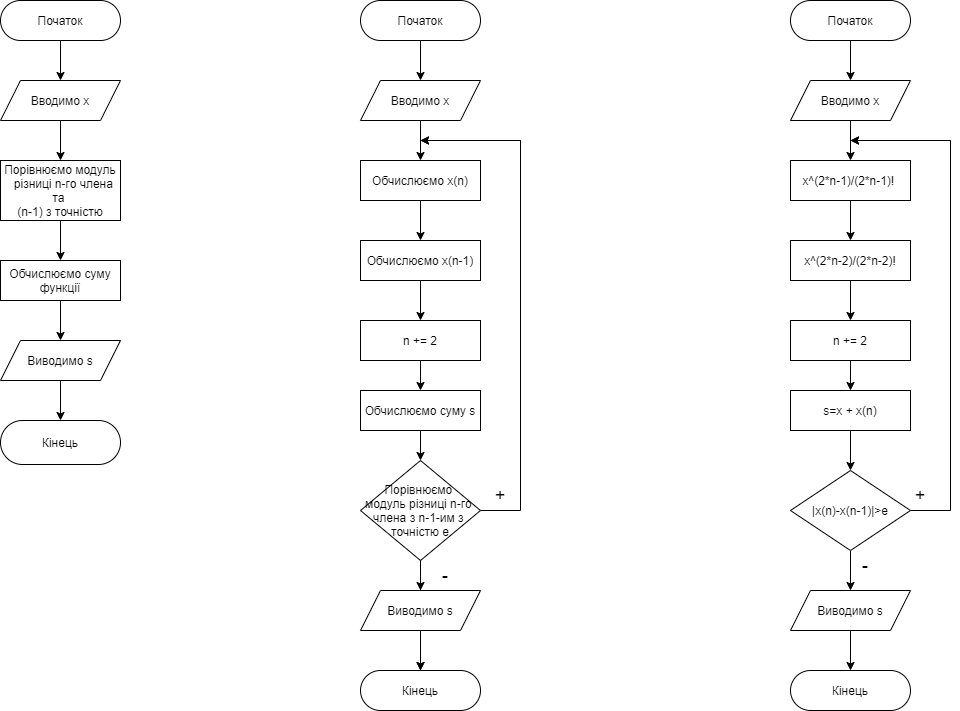 Початок
Вводимо x
Порівнюємо модуль
різниці n-го члена
та
(n-1) з точністю
Обчислюємо суму
функції
Виводимо s
Кінець
Початок
Вводимо x
Обчислюємо x(n)
Обчислюємо x(n-1)
n += 2
Обчислюємо суму s
Порівнюємо
модуль різниці n-го
члена з n-1-им з
точністю e
+
-
Виводимо s
Кінець
Початок
Вводимо x
x^(2*n-1)/(2*n-1)!
x^(2*n-2)/(2*n-2)!
n += 2
s=x + x(n)
|x(n)-x(n-1)|>e
+
-
Виводимо s
Кінець